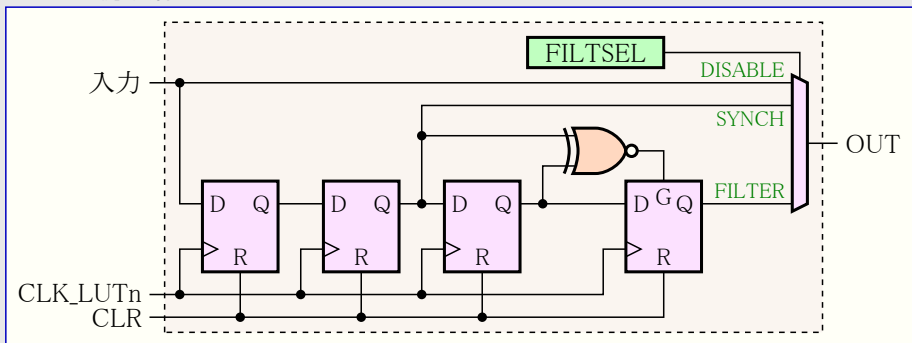 FILTSEL
入力
DISABLE
SYNCH
OUT
FILTER
D Q
D Q
D Q
D G Q
R
R
R
R
CLK_LUTn
CLR